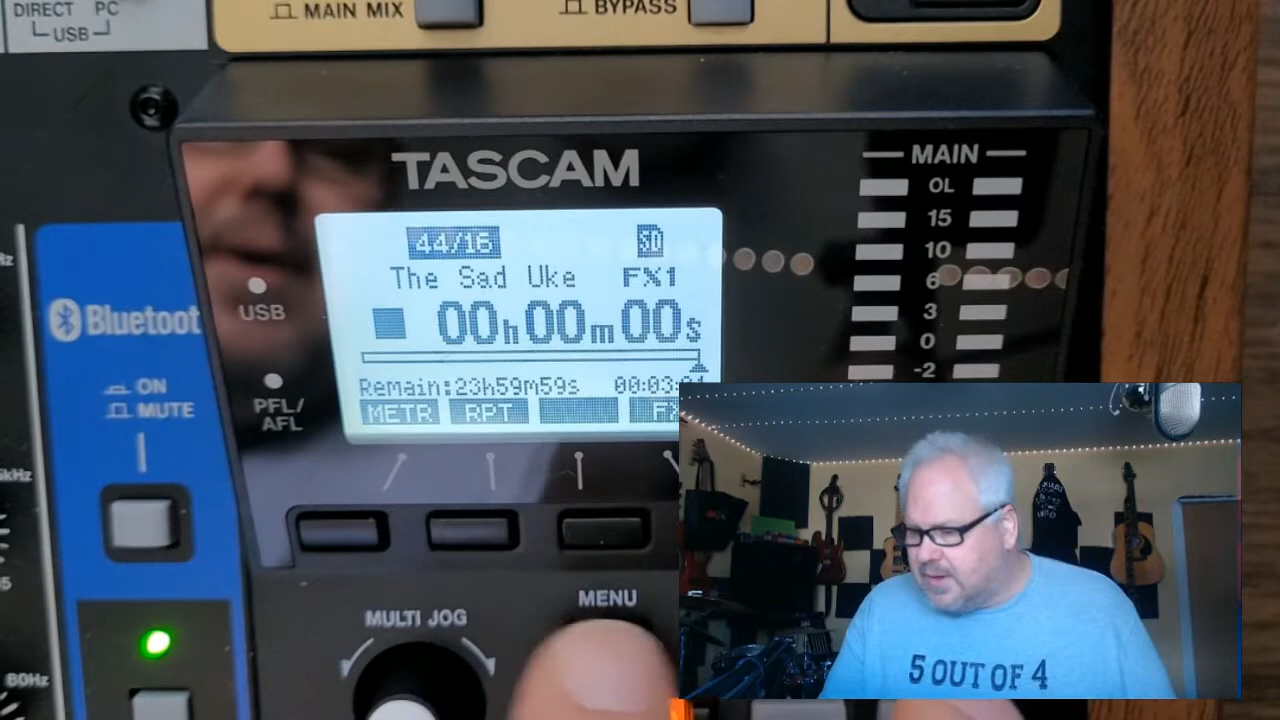 DIRECT PC
USB
MAIN MIX
BYPASS
TASCAM
MAIN
OL
15
10
6
3
0
-2
44/16
SD
The Sad Uke
FX1
00h00m00s
Remain:23h59m59s
METR
RPT
Bluetoot
USB
ON
MUTE
PFL/
AFL
MULTI JOG
MENU
80Hz
5 OUT OF 4